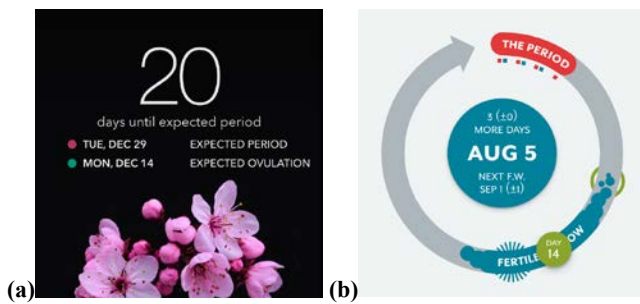 20
days until expected period
TUE, DEC 29 EXPECTED PERIOD
MON, DEC 14 EXPECTED OVULATION
(a)
THE PERIOD
3 (±0)
MORE DAYS
AUG 5
NEXT F.W.
SEP 1 (±1)
DAY
14
FERTILE OW
(b)